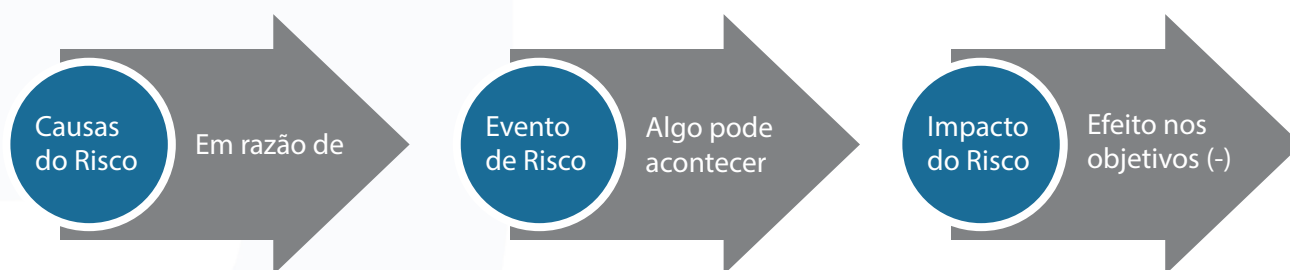 Causas
do Risco
Em razão de
Evento
de Risco
Algo pode
acontecer
Impacto
do Risco
Efeito nos
objetivos (-)